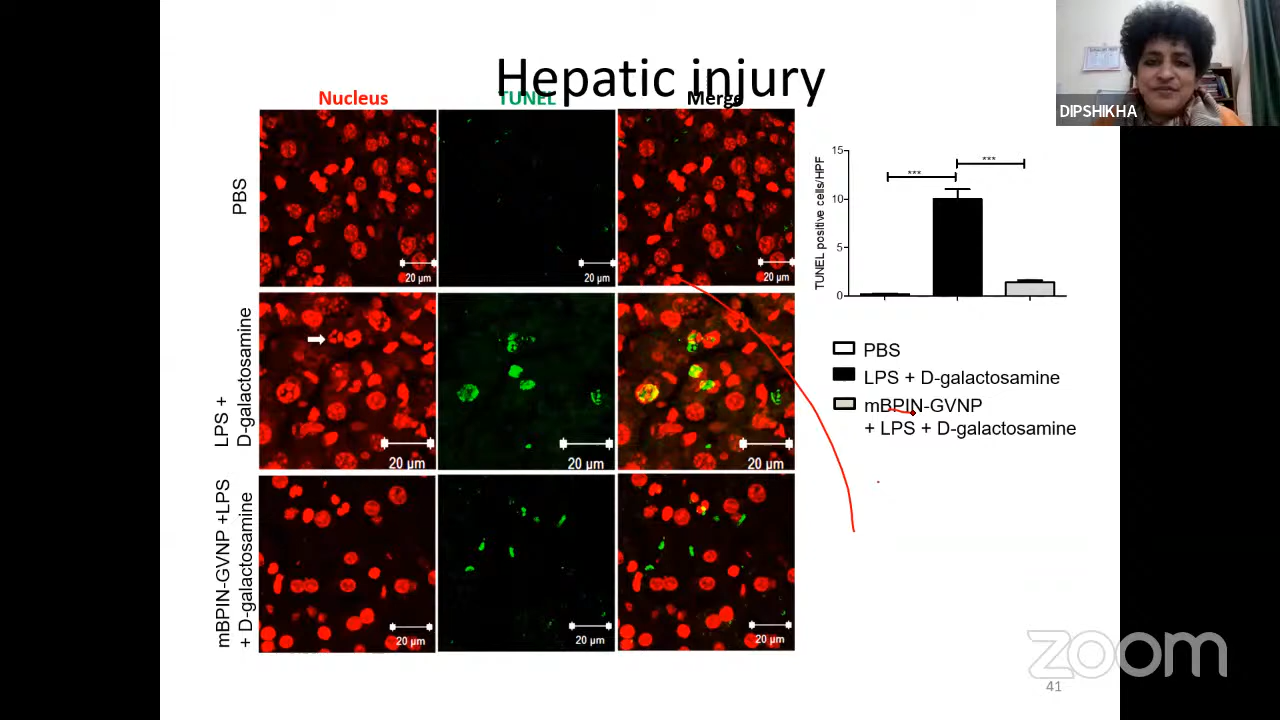 Hepatic injury
Nucleus
TUNEL
Merge
DIPSHIKHA
PBS
20 µm
20 µm
20 µm
LPS +
D-galactosamine
20 µm
20 µm
20 µm
mBPIN-GVNP +LPS
+ D-galactosamine
20 µm
20 µm
20 µm
TUNEL positive cells/HPF
15
10
5
0
***
***
PBS
LPS + D-galactosamine
mBPIN-GVNP
+ LPS + D-galactosamine
zoom
41